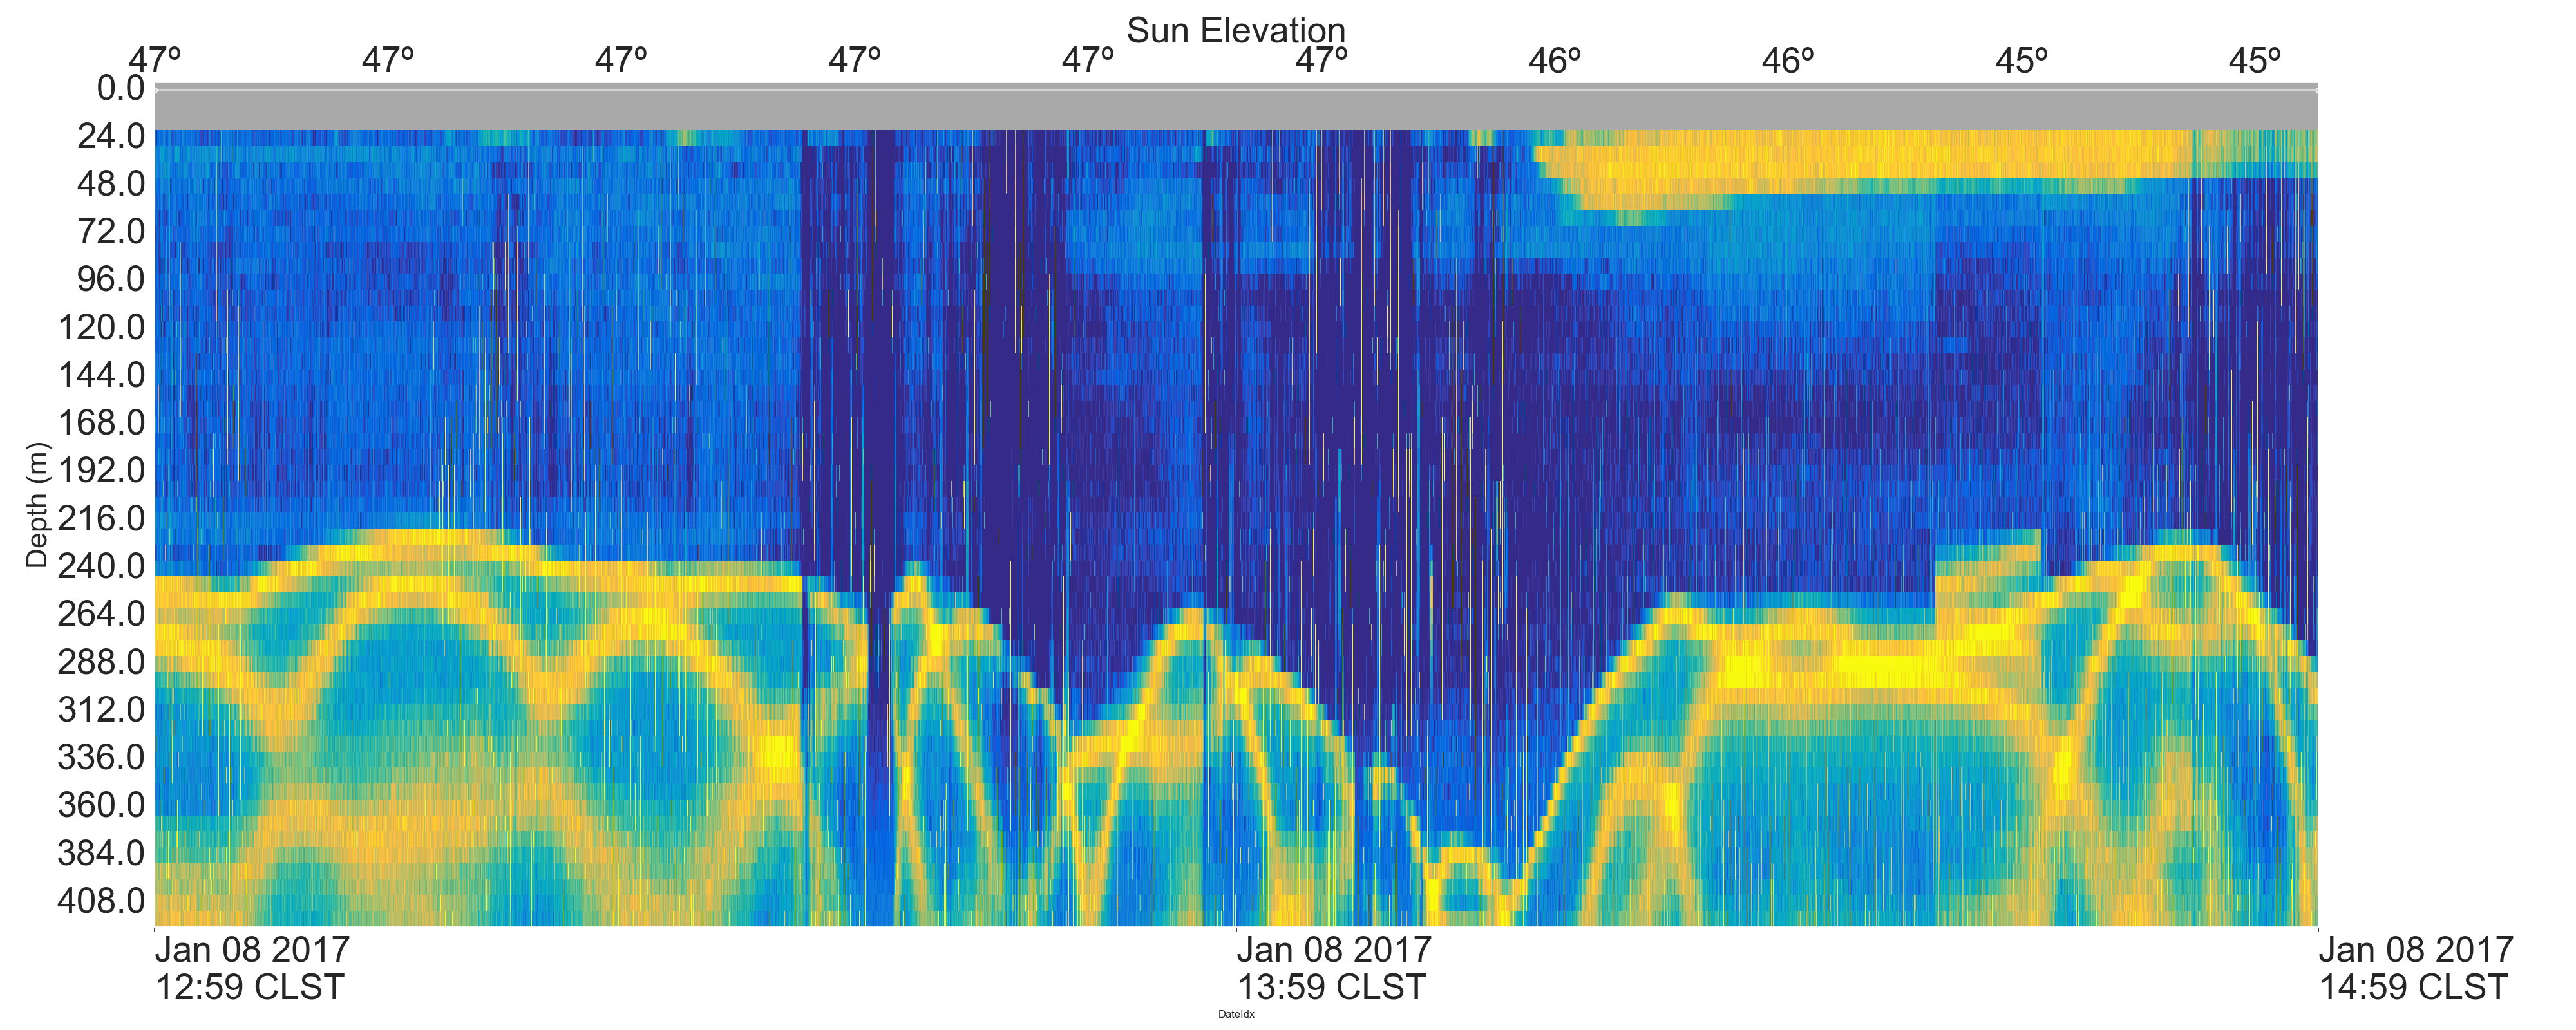 Sun Elevation
47º 47º 47º 47º 47º 47º 46º 46º 45º 45º
0.0
24.0
48.0
72.0
96.0
120.0
144.0
168.0
192.0
216.0
240.0
264.0
288.0
312.0
336.0
360.0
384.0
408.0
Depth (m)
Jan 08 2017
12:59 CLST
Jan 08 2017
13:59 CLST
Jan 08 2017
14:59 CLST
DateIdx